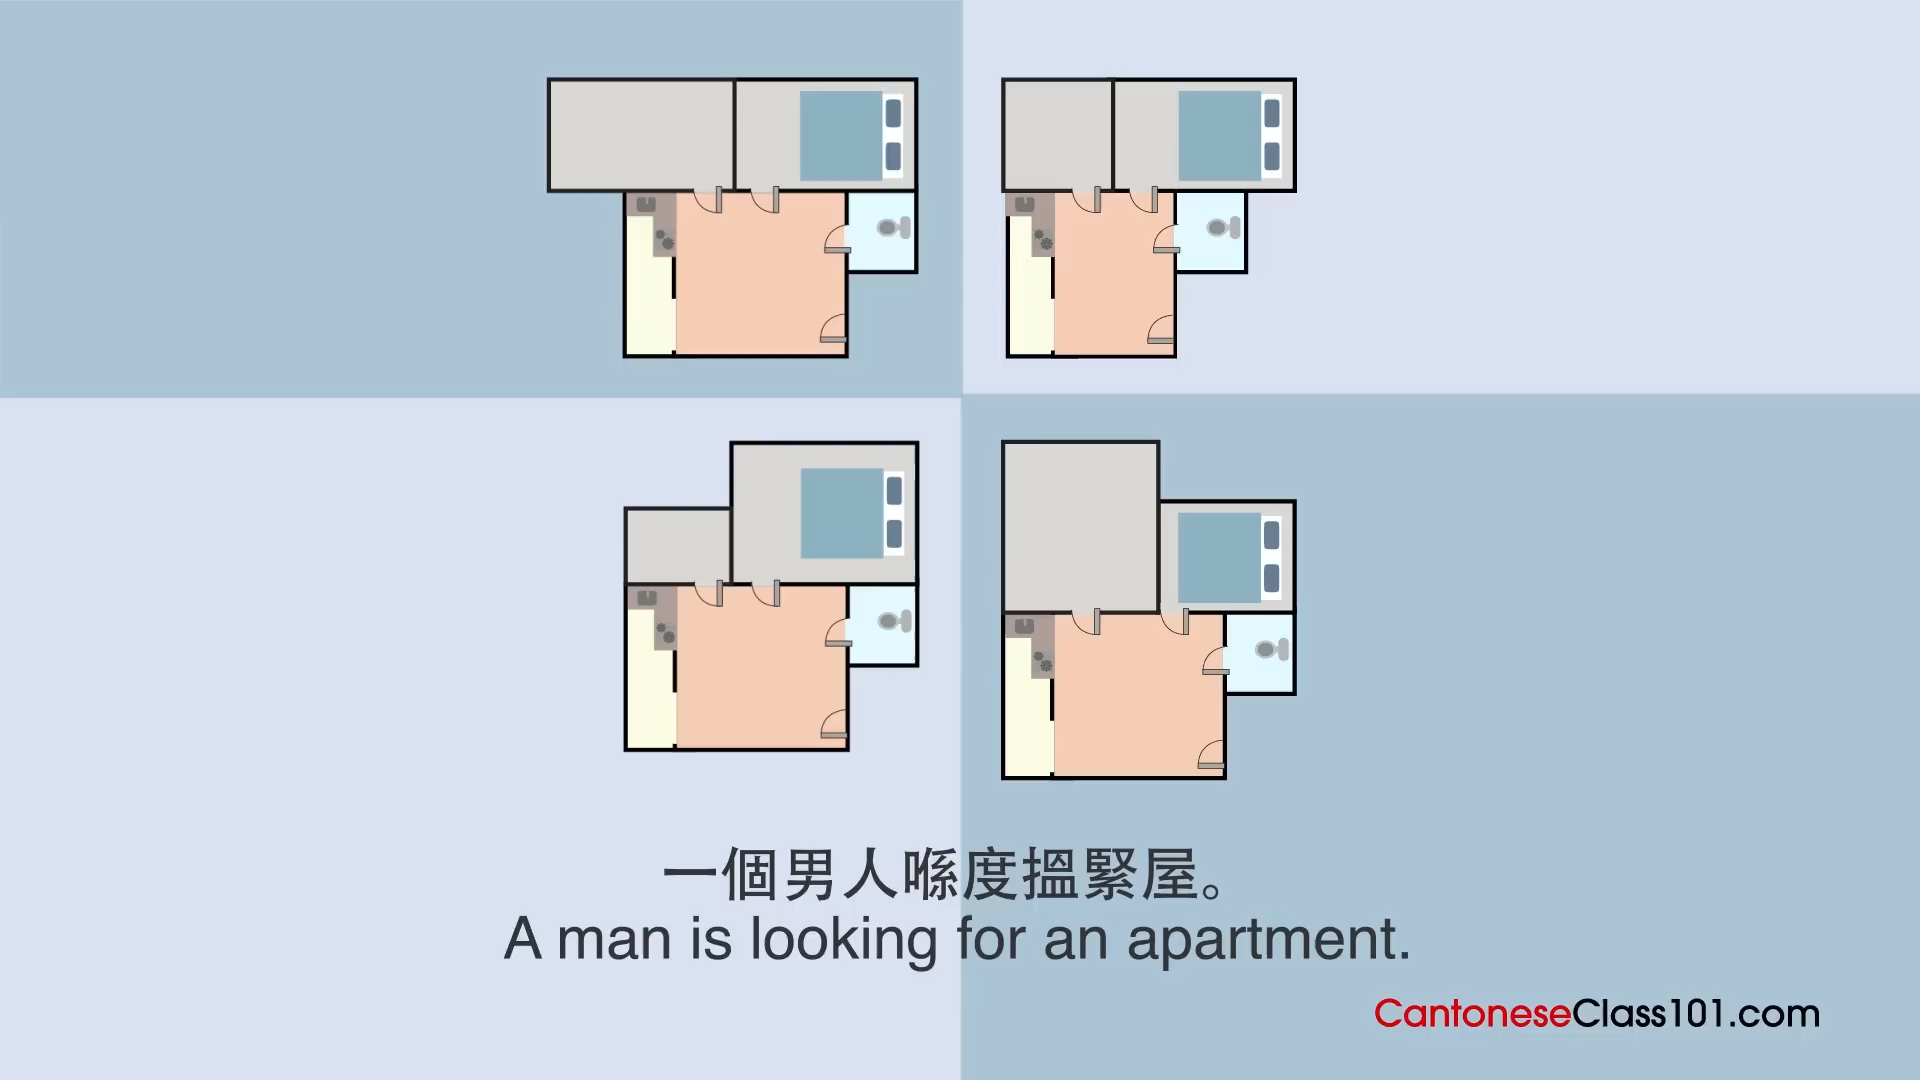 一個男人喺度搵緊屋。
A man is looking for an apartment.
CantoneseClass101.com